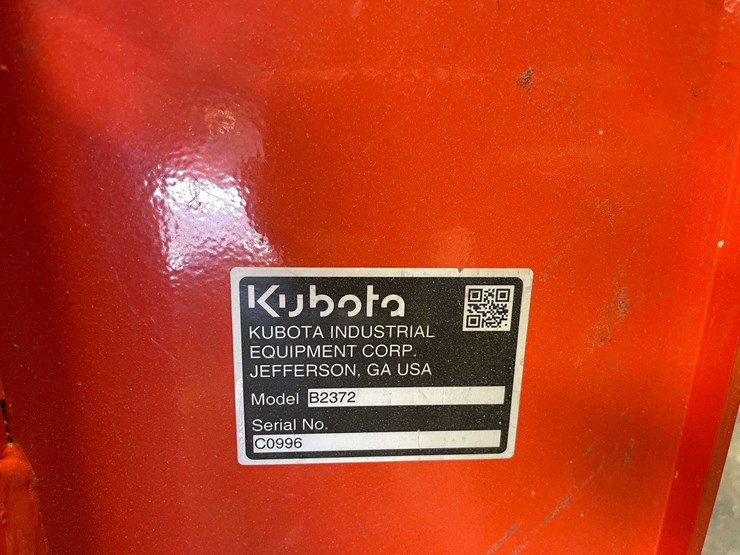 Kubota
KUBOTA INDUSTRIAL
EQUIPMENT CORP.
JEFFERSON, GA USA
Model B2372
Serial No.
C0996